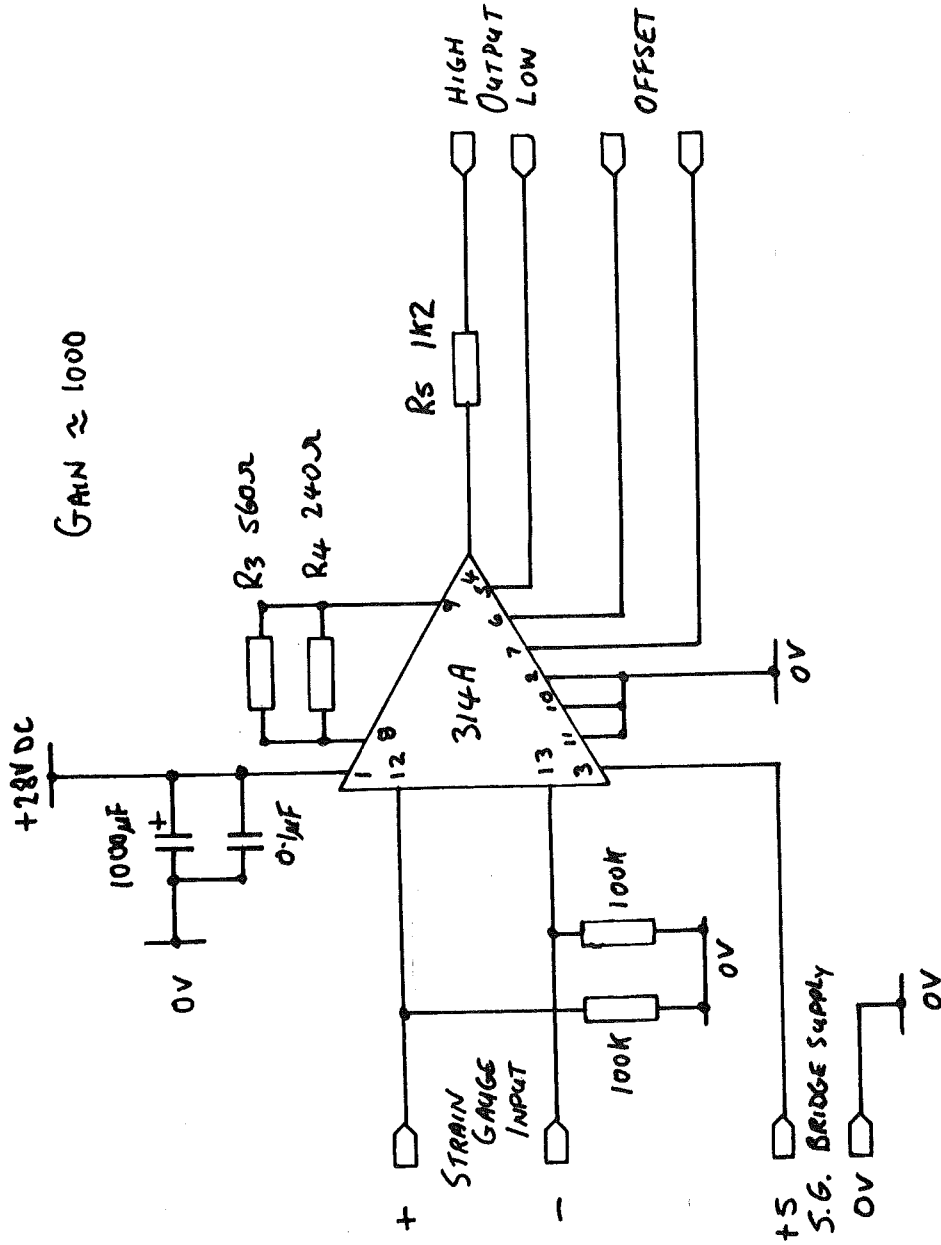 GAIN ≈ 1000
+28V DC
1000µF
+
0.1µF
0V
R3 560Ω
R4 240Ω
R5 1K2
HIGH
OUTPUT
LOW
OFFSET
314A
1
12
8
9
4
5
6
7
2
10
11
13
3
0V
+
STRAIN
GAUGE
INPUT
-
100K
100K
0V
+5
S.G. BRIDGE SUPPLY
0V
0V